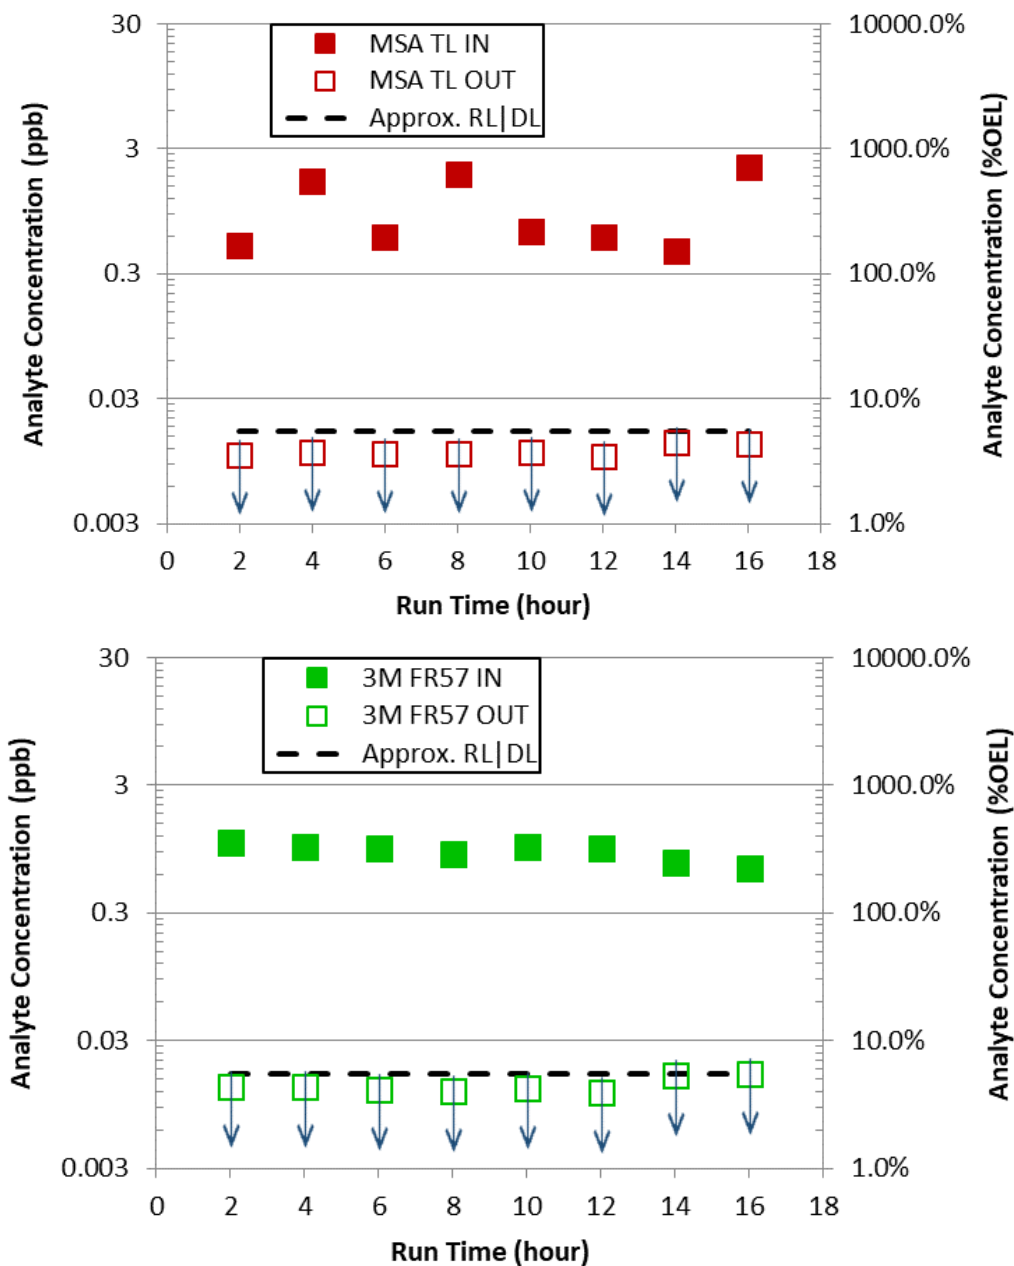 30
3
0.3
0.03
0.003
Analyte Concentration (ppb)
MSA TL IN
MSA TL OUT
Approx. RL|DL
10000.0%
1000.0%
100.0%
10.0%
1.0%
Analyte Concentration (%OEL)
0 2 4 6 8 10 12 14 16 18
Run Time (hour)
30
3
0.3
0.03
0.003
Analyte Concentration (ppb)
3M FR57 IN
3M FR57 OUT
Approx. RL|DL
10000.0%
1000.0%
100.0%
10.0%
1.0%
Analyte Concentration (%OEL)
0 2 4 6 8 10 12 14 16 18
Run Time (hour)